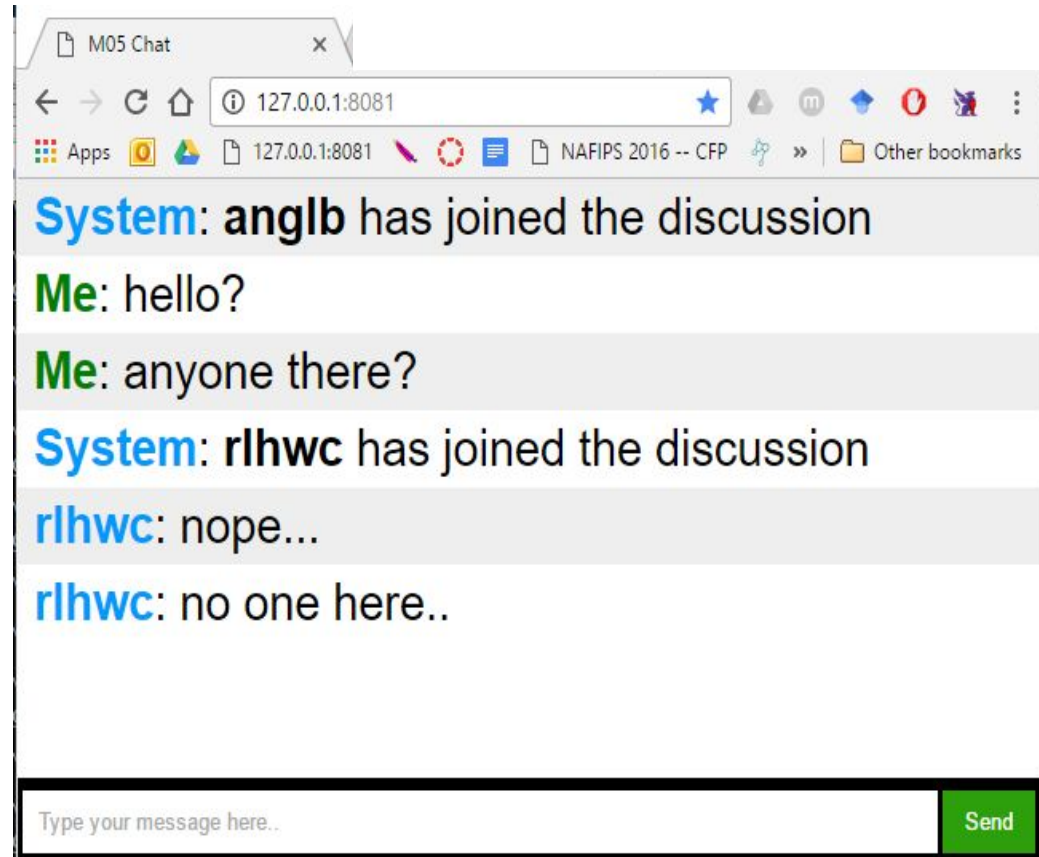 M05 Chat
127.0.0.1:8081
Apps 127.0.0.1:8081 NAFIPS 2016 -- CFP » Other bookmarks
System: anglb has joined the discussion
Me: hello?
Me: anyone there?
System: rlhwc has joined the discussion
rlhwc: nope...
rlhwc: no one here..
Type your message here.. Send